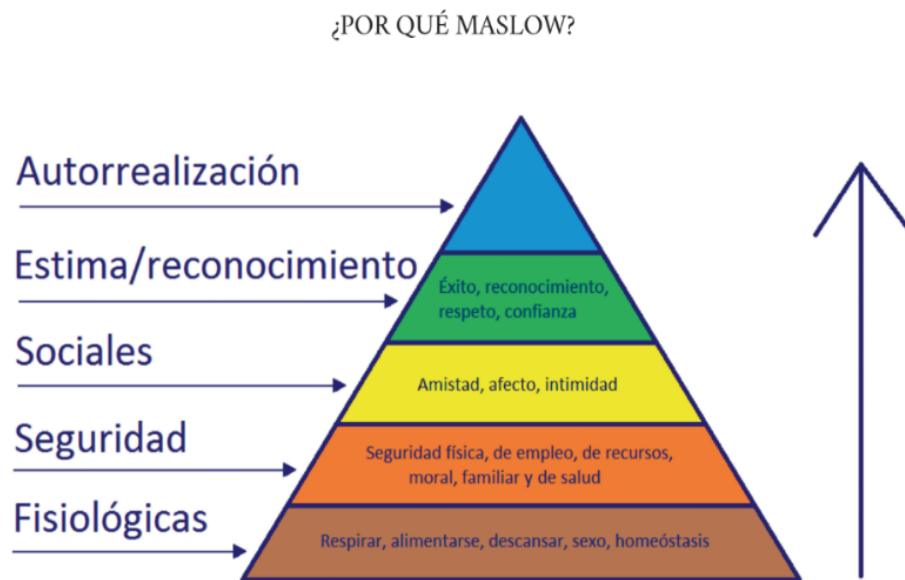 ¿POR QUÉ MASLOW?
Autorrealización
Estima/reconocimiento
Éxito, reconocimiento,
respeto, confianza
Sociales
Amistad, afecto, intimidad
Seguridad
Seguridad física, de empleo, de recursos,
moral, familiar y de salud
Fisiológicas
Respirar, alimentarse, descansar, sexo, homeóstasis